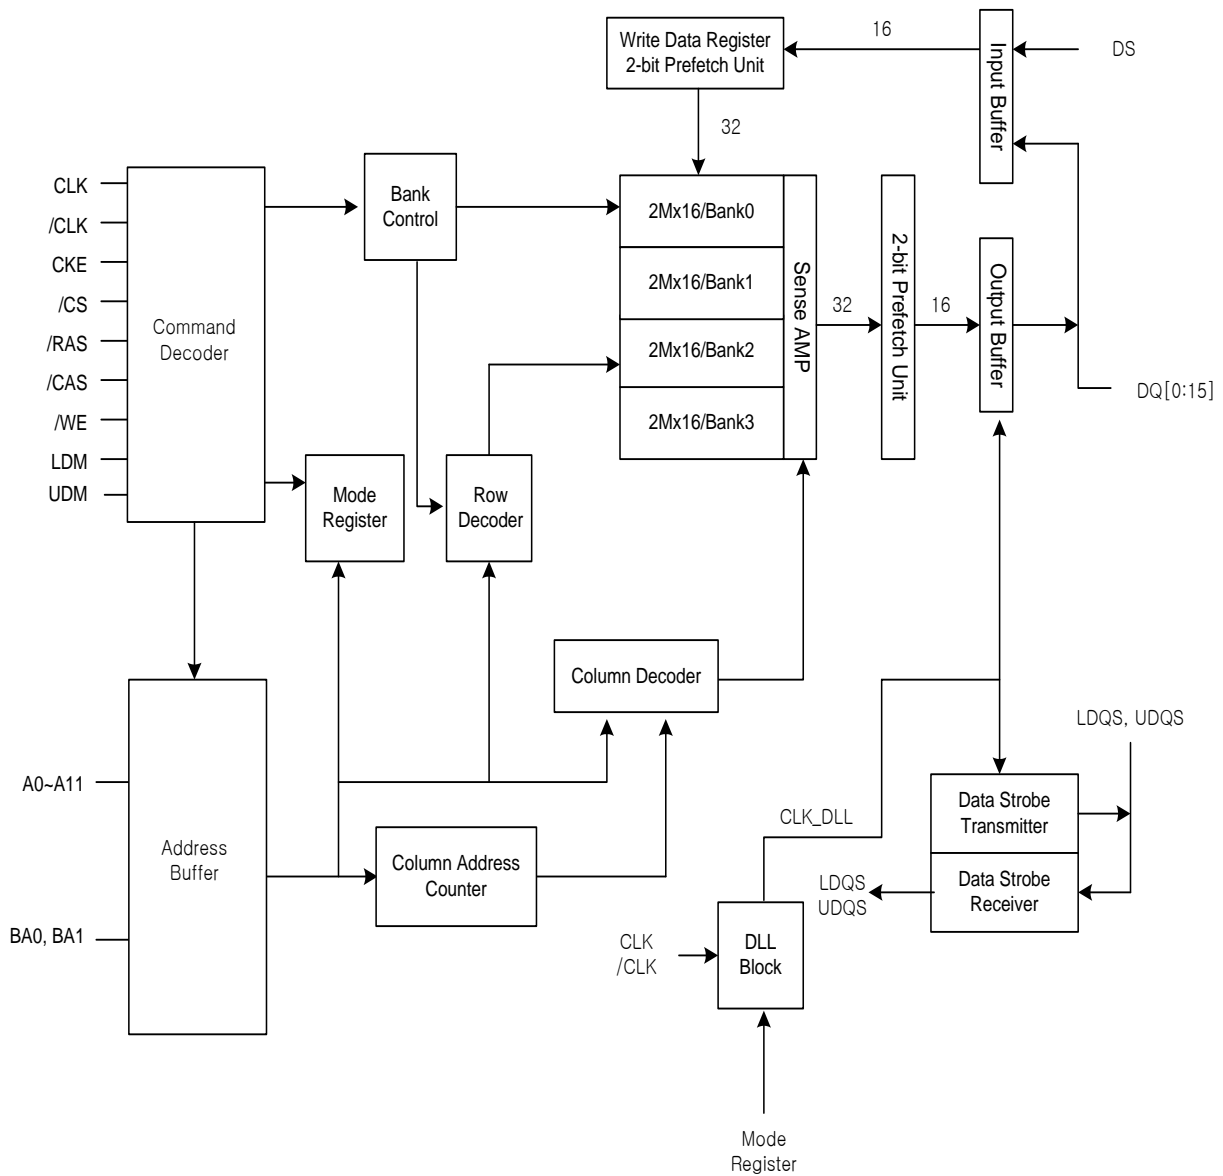 Write Data Register
2-bit Prefetch Unit
16
Input Buffer
DS
32
CLK
/CLK
CKE
/CS
/RAS
/CAS
/WE
LDM
UDM
Command
Decoder
Bank
Control
2Mx16/Bank0
2Mx16/Bank1
2Mx16/Bank2
2Mx16/Bank3
Sense AMP
32
2-bit Prefetch Unit
16
Output Buffer
DQ[0:15]
Mode
Register
Row
Decoder
Column Decoder
LDQS, UDQS
A0~A11
BA0, BA1
Address
Buffer
Column Address
Counter
CLK_DLL
Data Strobe
Transmitter
Data Strobe
Receiver
LDQS
UDQS
CLK
/CLK
DLL
Block
Mode
Register